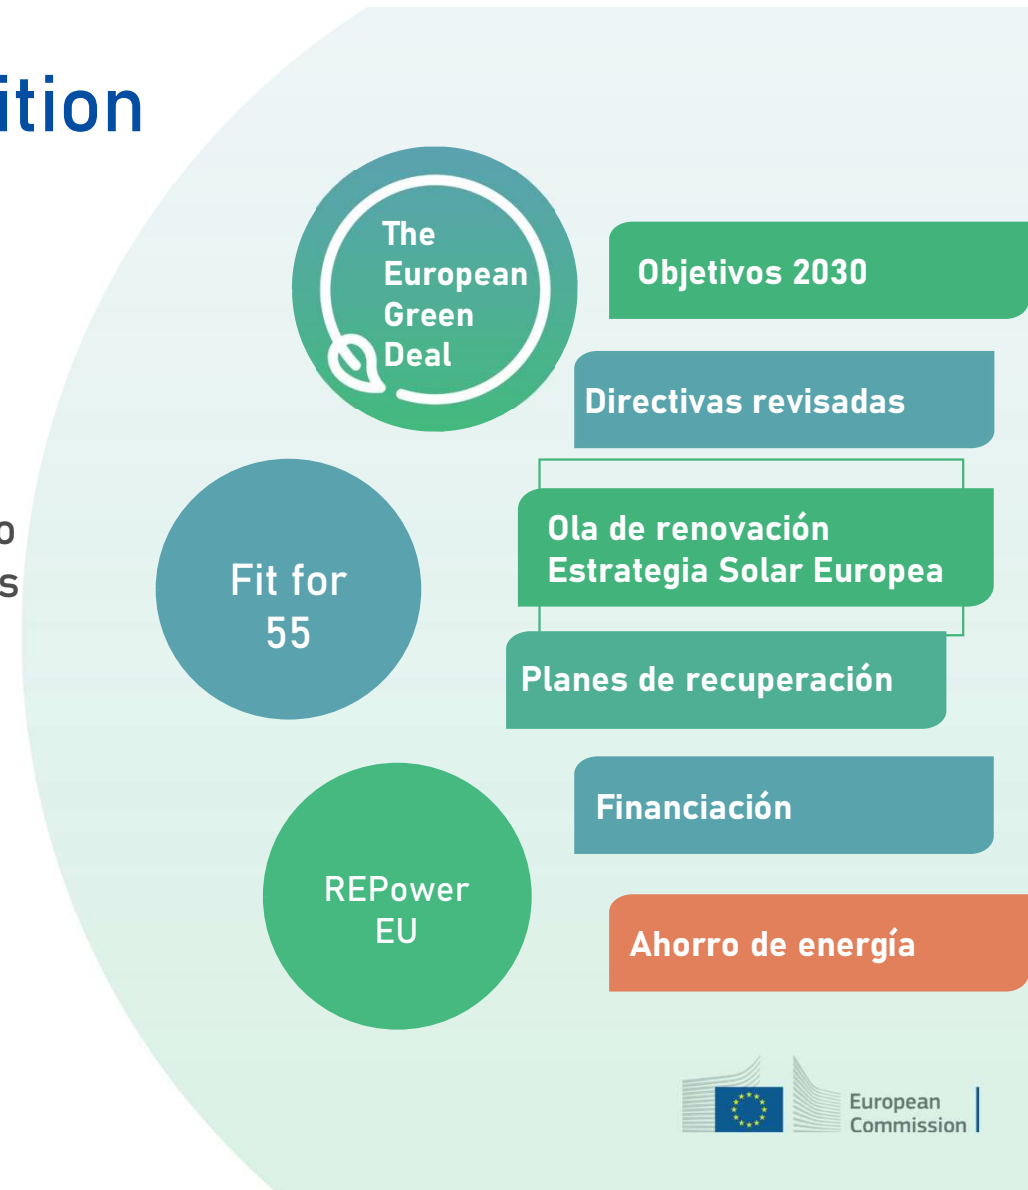 ition
The
European
Green
Deal
Objetivos 2030
Directivas revisadas
o
s
Fit for
55
Ola de renovación
Estrategia Solar Europea
Planes de recuperación
Financiación
REPower
EU
Ahorro de energía
European
Commission